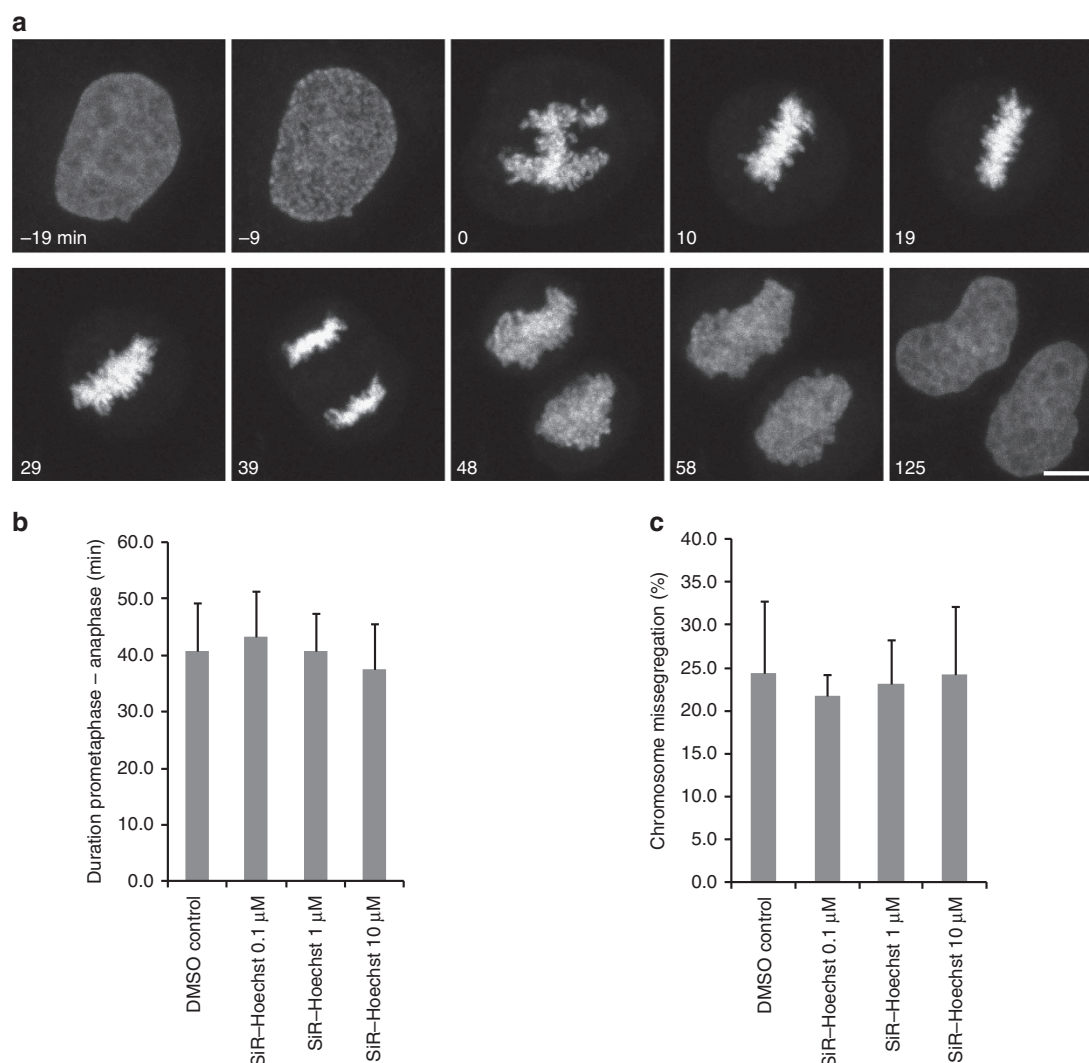 a
–19 min
–9
0
10
19
29
39
48
58
125
b
Duration prometaphase – anaphase (min)
60.0
50.0
40.0
30.0
20.0
10.0
0.0
DMSO control
SiR–Hoechst 0.1 μM
SiR–Hoechst 1 μM
SiR–Hoechst 10 μM
c
Chromosome missegregation (%)
40.0
35.0
30.0
25.0
20.0
15.0
10.0
5.0
0.0
DMSO control
SiR–Hoechst 0.1 μM
SiR–Hoechst 1 μM
SiR–Hoechst 10 μM